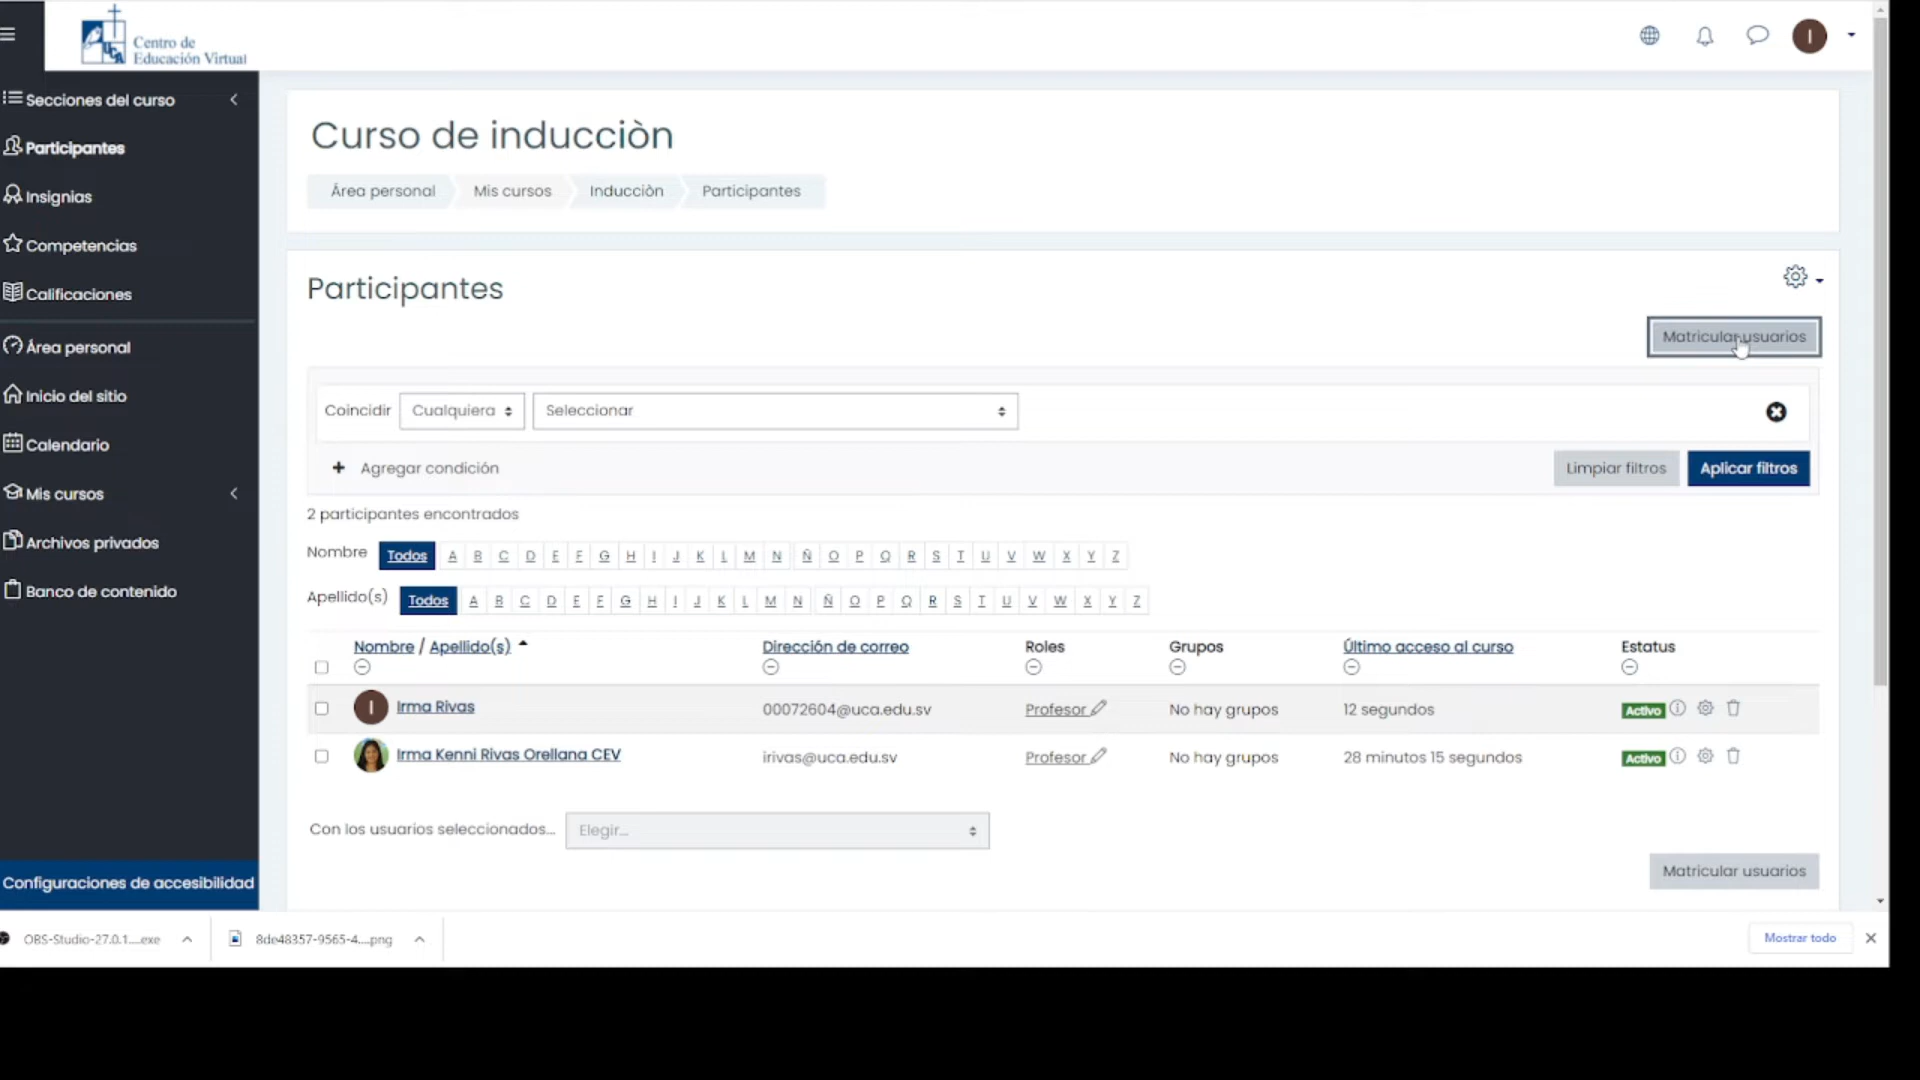 Centro de
Educación Virtual
UCA
I
Secciones del curso
Participantes
Insignias
Competencias
Calificaciones
Área personal
Inicio del sitio
Calendario
Mis cursos
Archivos privados
Banco de contenido
Configuraciones de accesibilidad
Curso de inducciòn
Área personal Mis cursos Inducciòn Participantes
Participantes
Matricular usuarios
Coincidir Cualquiera Seleccionar
Agregar condición Limpiar filtros Aplicar filtros
2 participantes encontrados
Nombre Todos A B C D E F G H I J K L M N Ñ O P Q R S T U V W X Y Z
Apellido(s) Todos A B C D E F G H I J K L M N Ñ O P Q R S T U V W X Y Z
Nombre / Apellido(s) Dirección de correo Roles Grupos Último acceso al curso Estatus
I Irma Rivas 00072604@uca.edu.sv Profesor No hay grupos 12 segundos Activo
Irma Kenni Rivas Orellana CEV irivas@uca.edu.sv Profesor No hay grupos 28 minutos 15 segundos Activo
Con los usuarios seleccionados... Elegir...
Matricular usuarios
OBS-Studio-27.0.1....exe 8de48357-9565-4....png Mostrar todo